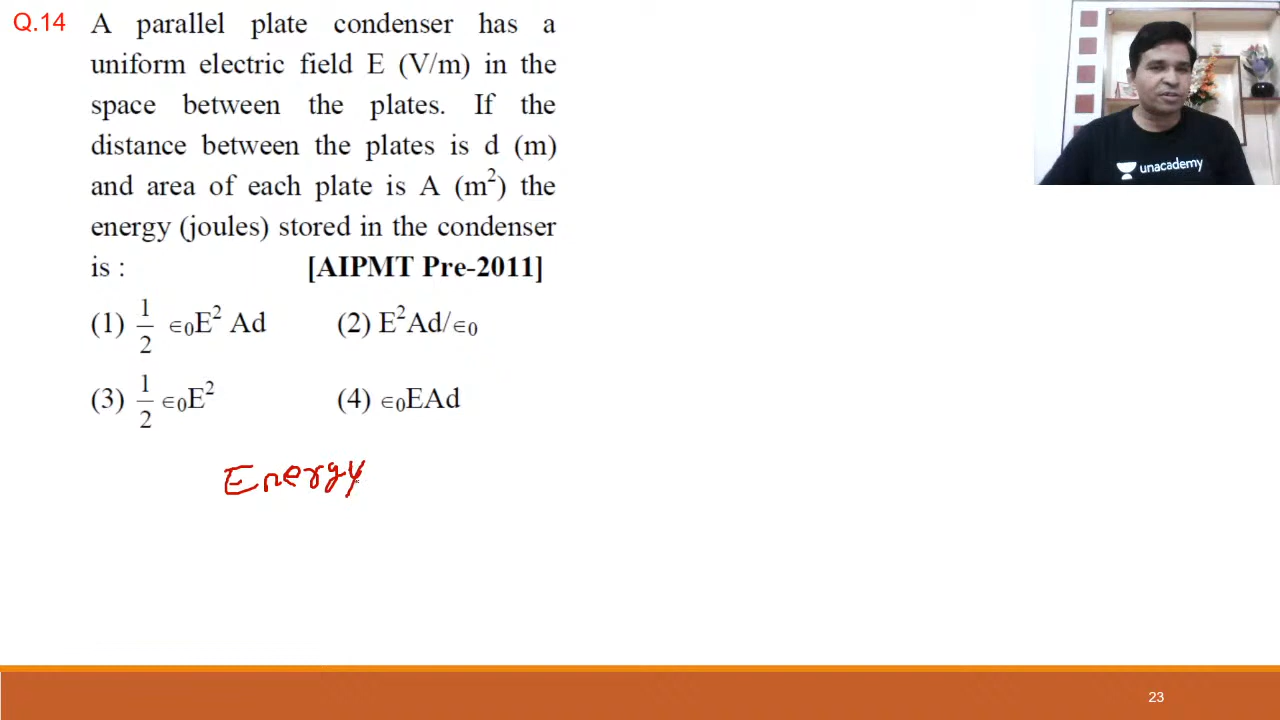 Q.14 A parallel plate condenser has a
uniform electric field E (V/m) in the
space between the plates. If the
distance between the plates is d (m)
and area of each plate is A (m²) the
energy (joules) stored in the condenser
is : [AIPMT Pre-2011]
(1) 1/2 ∈₀E² Ad (2) E²Ad/∈₀
(3) 1/2 ∈₀E² (4) ∈₀EAd
Energy
unacademy
23